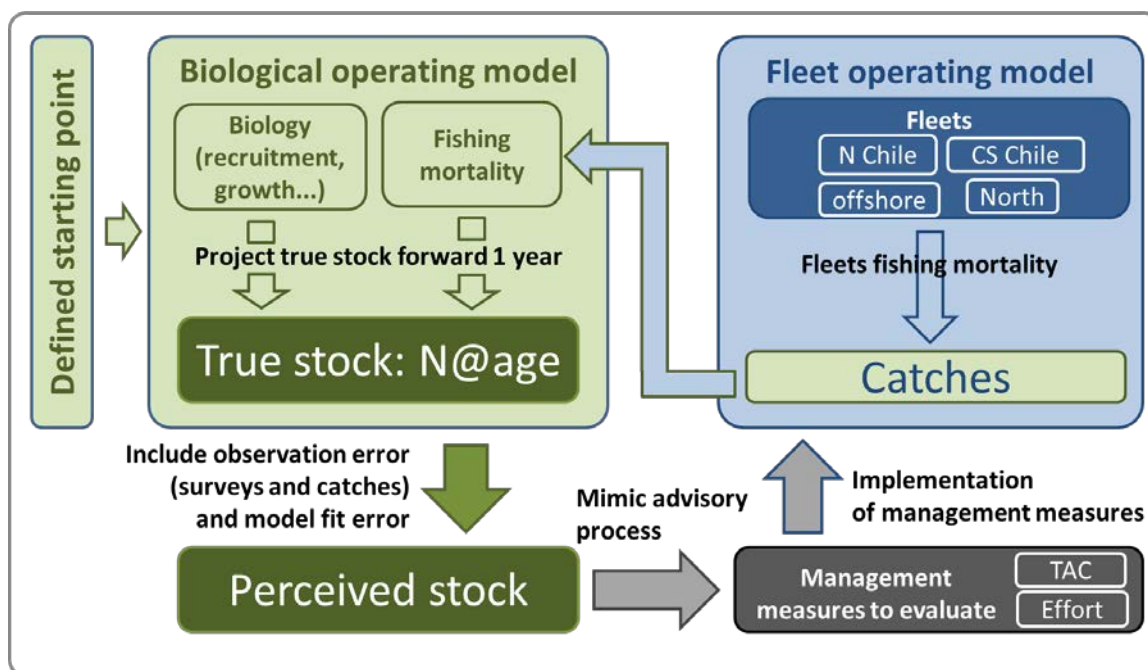 Defined starting point
Biological operating model
Biology
(recruitment,
growth...)
Fishing
mortality
Project true stock forward 1 year
True stock: N@age
Fleet operating model
Fleets
N Chile
CS Chile
offshore
North
Fleets fishing mortality
Catches
Include observation error
(surveys and catches)
and model fit error
Mimic advisory
process
Implementation
of management measures
Perceived stock
Management
measures to evaluate
TAC
Effort